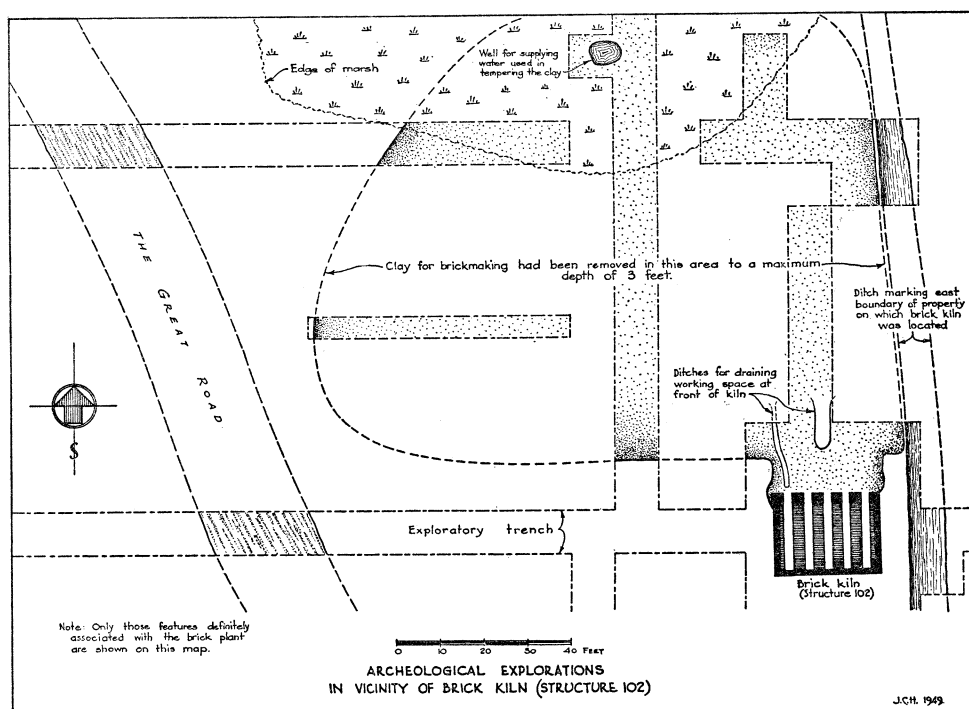 Edge of marsh
Well for supplying
water used in
tempering the clay
THE GREAT ROAD
Clay for brickmaking had been removed in this area to a maximum
depth of 3 feet.
Ditch marking east
boundary of property
on which brick kiln
was located
Ditches for draining
working space at
front of kiln
S
Exploratory trench
Brick kiln
(Structure 102)
Note: Only those features definitely
associated with the brick plant
are shown on this map.
0 10 20 30 40 FEET
ARCHEOLOGICAL EXPLORATIONS
IN VICINITY OF BRICK KILN (STRUCTURE 102)
J.C.H. 1949